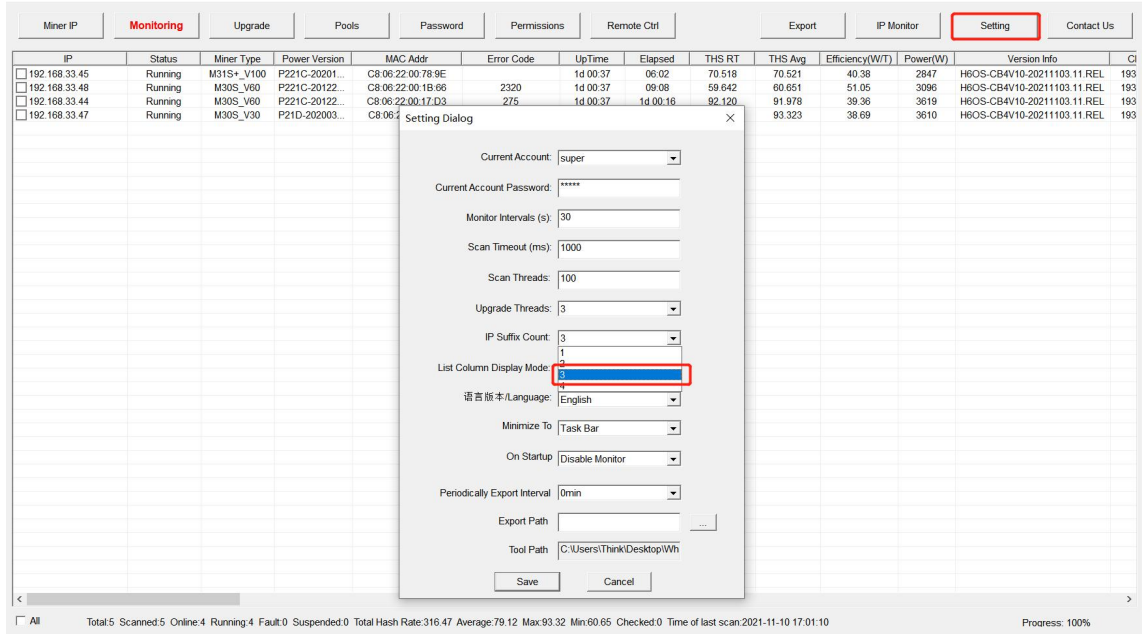 Miner IP Monitoring Upgrade Pools Password Permissions Remote Ctrl Export IP Monitor Setting Contact Us
IP Status Miner Type Power Version MAC Addr Error Code UpTime Elapsed THS RT THS Avg Efficiency(W/T) Power(W) Version Info
192.168.33.45 Running M31S+_V100 P221C-20201... C8:06:22:00:78:9E 1d 00:37 06:02 70.518 70.521 40.38 2847 H6OS-CB4V10-20211103.11.REL 193
192.168.33.48 Running M30S_V60 P221C-20122... C8:06:22:00:1B:66 2320 1d 00:37 09:08 59.642 60.651 51.05 3096 H6OS-CB4V10-20211103.11.REL 193
192.168.33.44 Running M30S_V60 P221C-20122... C8:06:22:00:17:D3 275 1d 00:37 1d 00:16 92.120 91.978 39.36 3619 H6OS-CB4V10-20211103.11.REL 193
192.168.33.47 Running M30S_V30 P21D-202003... C8:06:2 93.323 38.69 3610 H6OS-CB4V10-20211103.11.REL 193
Setting Dialog
Current Account: super
Current Account Password: *****
Monitor Intervals (s): 30
Scan Timeout (ms): 1000
Scan Threads: 100
Upgrade Threads: 3
IP Suffix Count: 3
1
2
List Column Display Mode: 3
4
语言版本/Language: English
Minimize To Task Bar
On Startup Disable Monitor
Periodically Export Interval 0min
Export Path ...
Tool Path C:\Users\Think\Desktop\Wh
Save Cancel
All Total:5 Scanned:5 Online:4 Running:4 Fault:0 Suspended:0 Total Hash Rate:316.47 Average:79.12 Max:93.32 Min:60.65 Checked:0 Time of last scan:2021-11-10 17:01:10 Progress: 100%